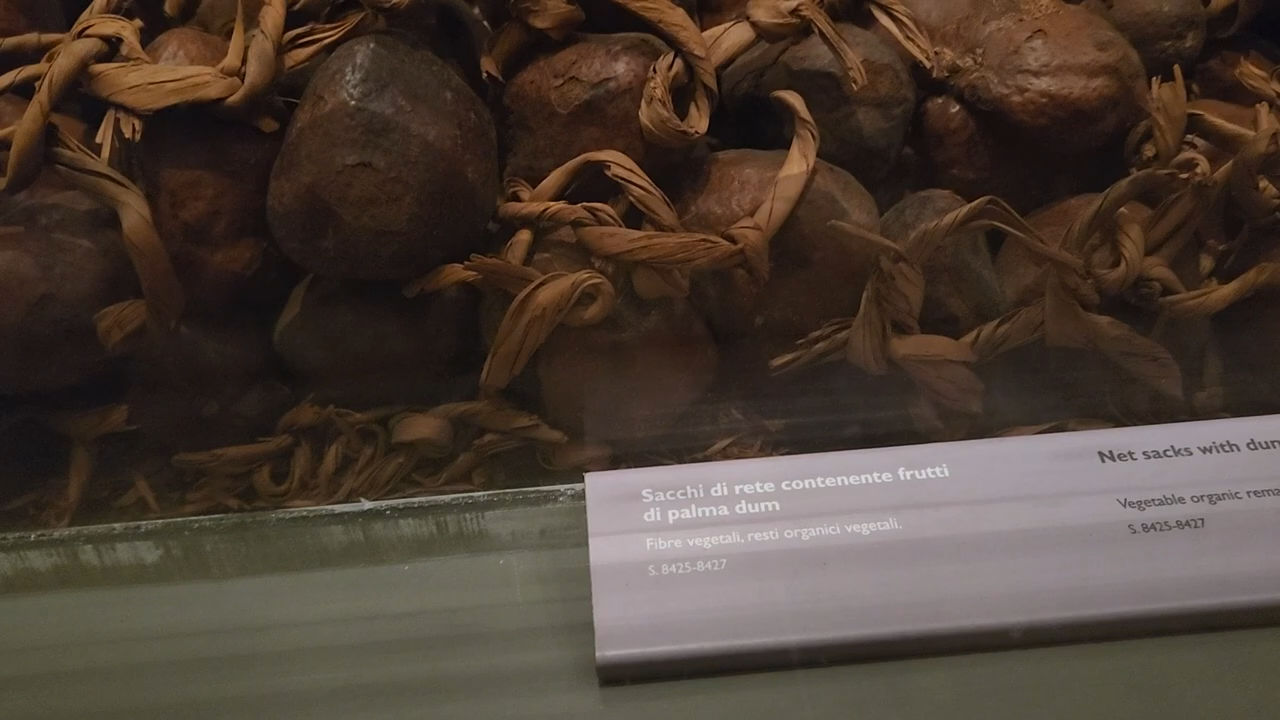 Sacchi di rete contenente frutti
di palma dum
Fibre vegetali, resti organici vegetali.
S. 8425-8427
Net sacks with
Vegetable organic
S. 8425-8427